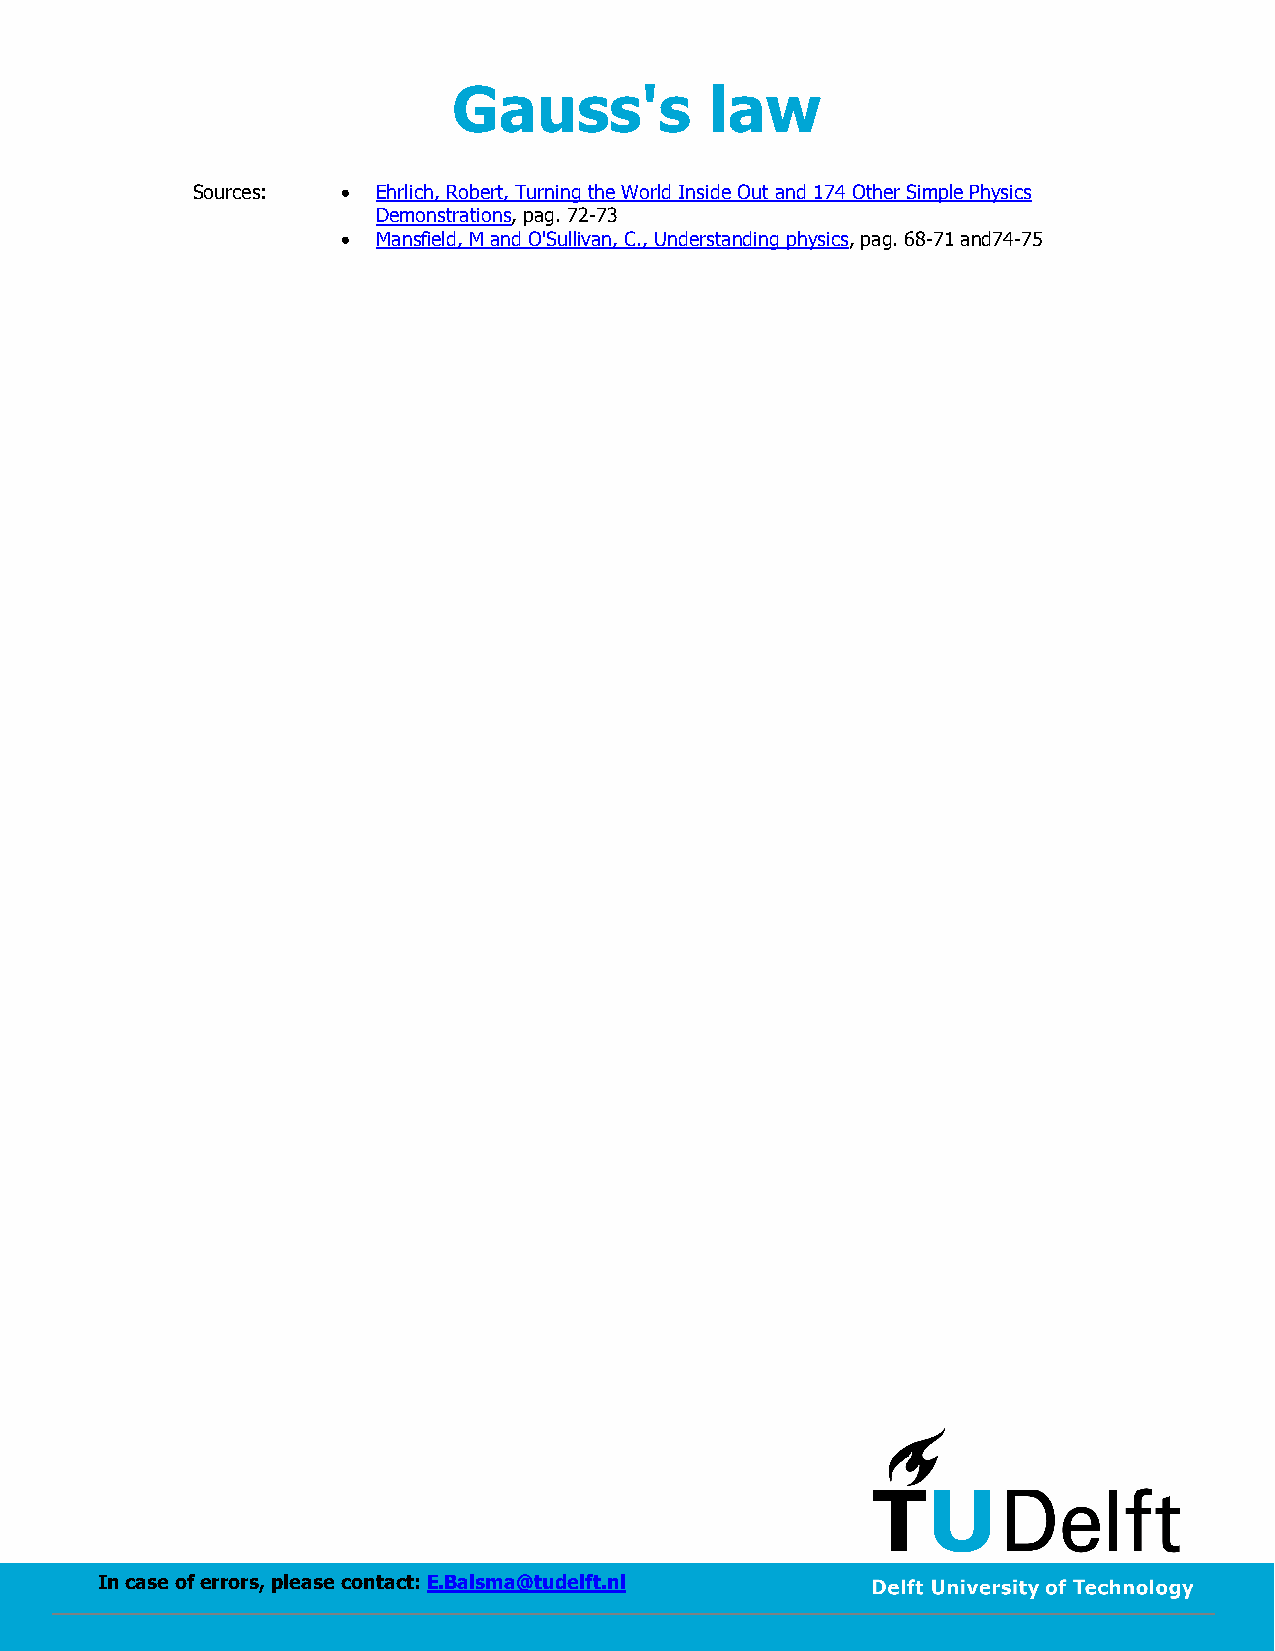 Gauss's law
Sources: • Ehrlich, Robert, Turning the World Inside Out and 174 Other Simple Physics
Demonstrations, pag. 72-73
• Mansfield, M and O'Sullivan, C., Understanding physics, pag. 68-71 and74-75
TUDelft
In case of errors, please contact: E.Balsma@tudelft.nl
Delft University of Technology